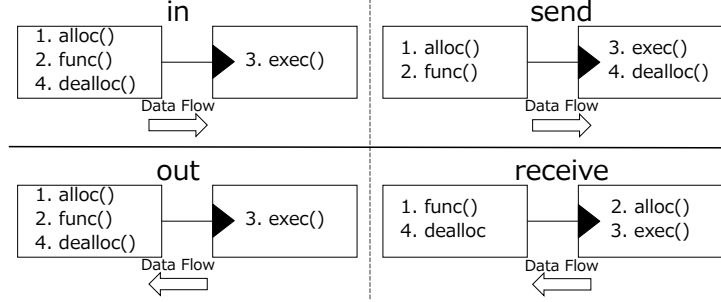 in
1. alloc()
2. func()
4. dealloc()
3. exec()
Data Flow
send
1. alloc()
2. func()
3. exec()
4. dealloc()
Data Flow
out
1. alloc()
2. func()
4. dealloc()
3. exec()
Data Flow
receive
1. func()
4. dealloc
2. alloc()
3. exec()
Data Flow